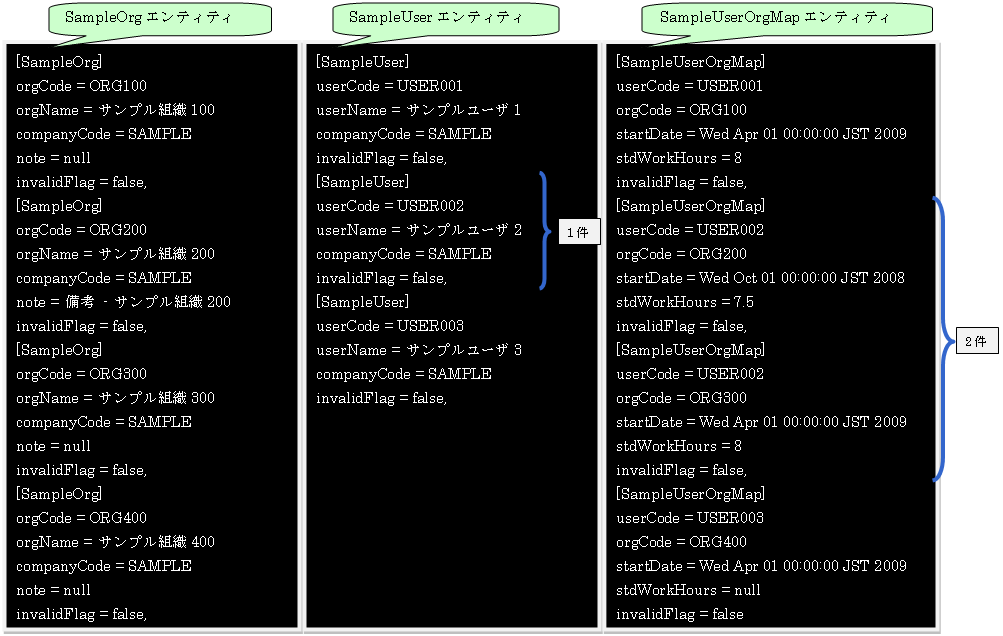 SampleOrg エンティティ
[SampleOrg]
orgCode = ORG100
orgName = サンプル組織 100
companyCode = SAMPLE
note = null
invalidFlag = false,
[SampleOrg]
orgCode = ORG200
orgName = サンプル組織 200
companyCode = SAMPLE
note = 備考 - サンプル組織 200
invalidFlag = false,
[SampleOrg]
orgCode = ORG300
orgName = サンプル組織 300
companyCode = SAMPLE
note = null
invalidFlag = false,
[SampleOrg]
orgCode = ORG400
orgName = サンプル組織 400
companyCode = SAMPLE
note = null
invalidFlag = false,
SampleUser エンティティ
[SampleUser]
userCode = USER001
userName = サンプルユーザ 1
companyCode = SAMPLE
invalidFlag = false,
[SampleUser]
userCode = USER002
userName = サンプルユーザ 2
companyCode = SAMPLE
invalidFlag = false,
[SampleUser]
userCode = USER003
userName = サンプルユーザ 3
companyCode = SAMPLE
invalidFlag = false,
1件
SampleUserOrgMap エンティティ
[SampleUserOrgMap]
userCode = USER001
orgCode = ORG100
startDate = Wed Apr 01 00:00:00 JST 2009
stdWorkHours = 8
invalidFlag = false,
[SampleUserOrgMap]
userCode = USER002
orgCode = ORG200
startDate = Wed Oct 01 00:00:00 JST 2008
stdWorkHours = 7.5
invalidFlag = false,
[SampleUserOrgMap]
userCode = USER002
orgCode = ORG300
startDate = Wed Apr 01 00:00:00 JST 2009
stdWorkHours = 8
invalidFlag = false,
[SampleUserOrgMap]
userCode = USER003
orgCode = ORG400
startDate = Wed Apr 01 00:00:00 JST 2009
stdWorkHours = null
invalidFlag = false
2件